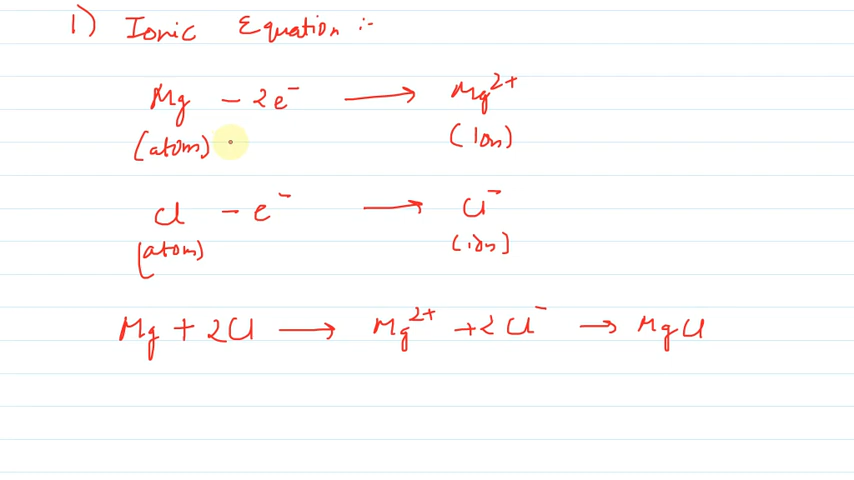 1) Ionic Equation :-
Mg - 2e⁻ → Mg²⁺
(atom) (Ion)
Cl - e⁻ → Cl⁻
(atom) (ion)
Mg + 2Cl → Mg²⁺ + 2Cl⁻ → MgCl